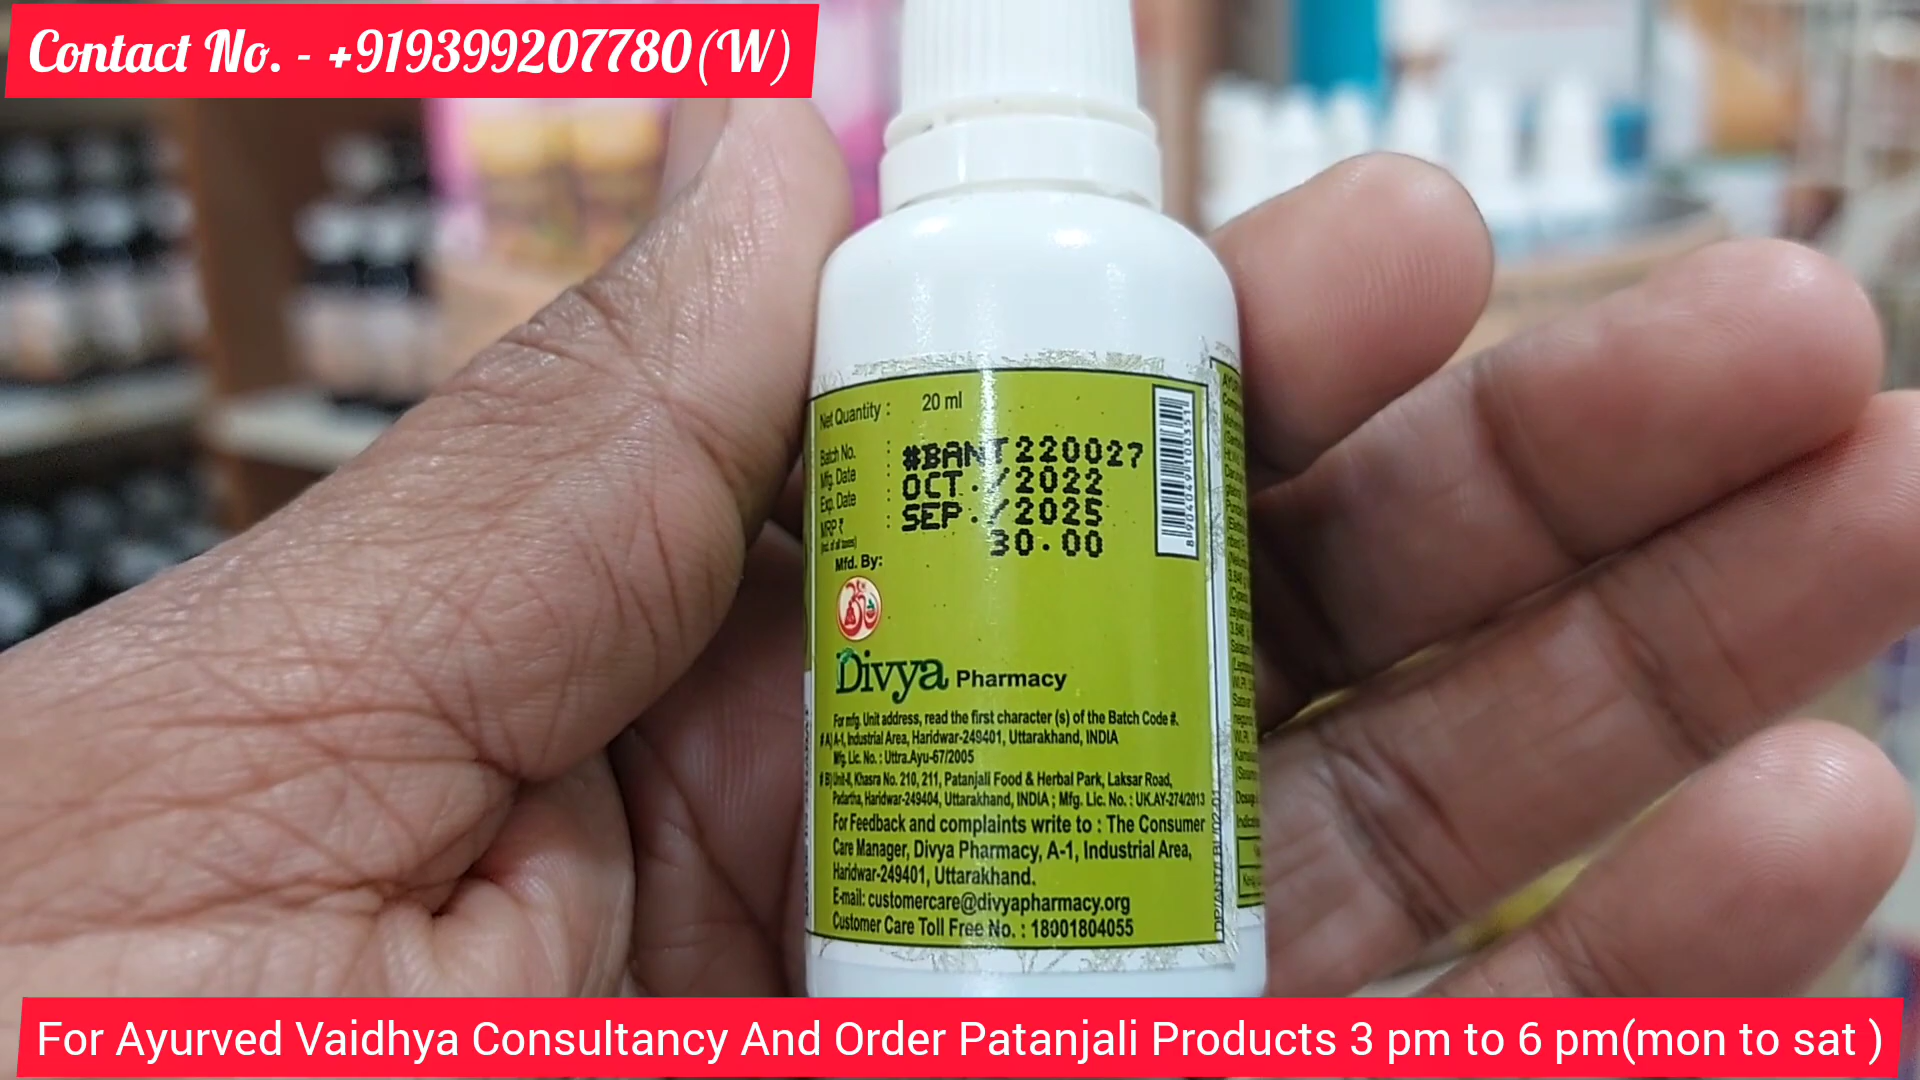 Contact No. - +919399207780(W)
Net Quantity : 20 ml
Batch No. : #BANT220027
Mfg. Date : OCT./2022
Exp. Date : SEP./2025
MRP ₹ : 30.00
(incl. of all taxes)
Mfd. By:
Divya Pharmacy
For mfg. Unit address, read the first character (s) of the Batch Code #.
# A) A-1, Industrial Area, Haridwar-249401, Uttarakhand, INDIA
Mfg. Lic. No. : Uttra.Ayu-67/2005
# B) Unit-II, Khasra No. 210, 211, Patanjali Food & Herbal Park, Laksar Road,
Padartha, Haridwar-249404, Uttarakhand, INDIA ; Mfg. Lic. No. : UK.AY-274/2013
For Feedback and complaints write to : The Consumer
Care Manager, Divya Pharmacy, A-1, Industrial Area,
Haridwar-249401, Uttarakhand.
E-mail: customercare@divyapharmacy.org
Customer Care Toll Free No. : 18001804055
8904049100351
For Ayurved Vaidhya Consultancy And Order Patanjali Products 3 pm to 6 pm(mon to sat )